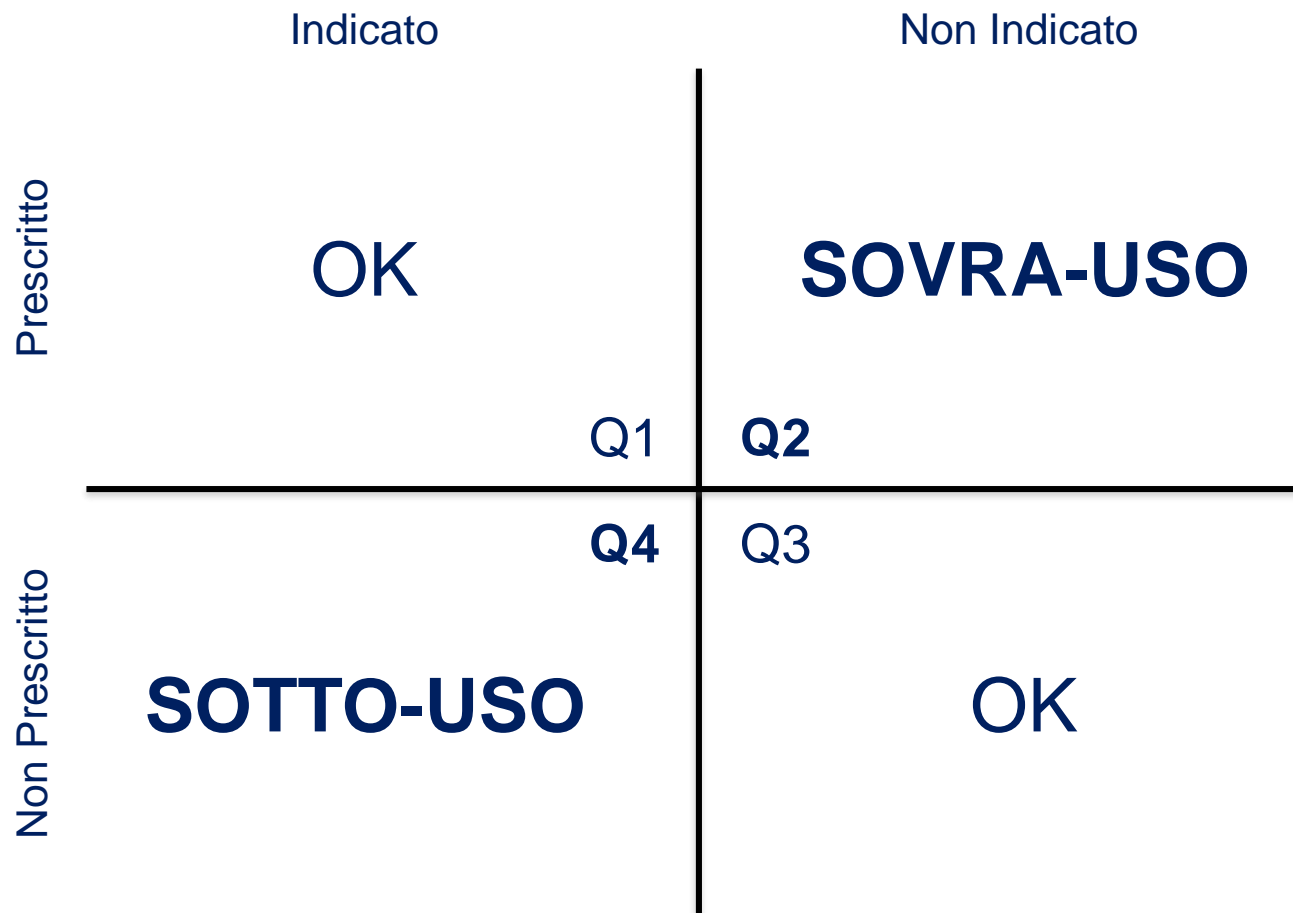 Indicato
Non Indicato
Prescritto
OK
SOVRA-USO
Q1
Q2
Q4
Q3
Non Prescritto
SOTTO-USO
OK